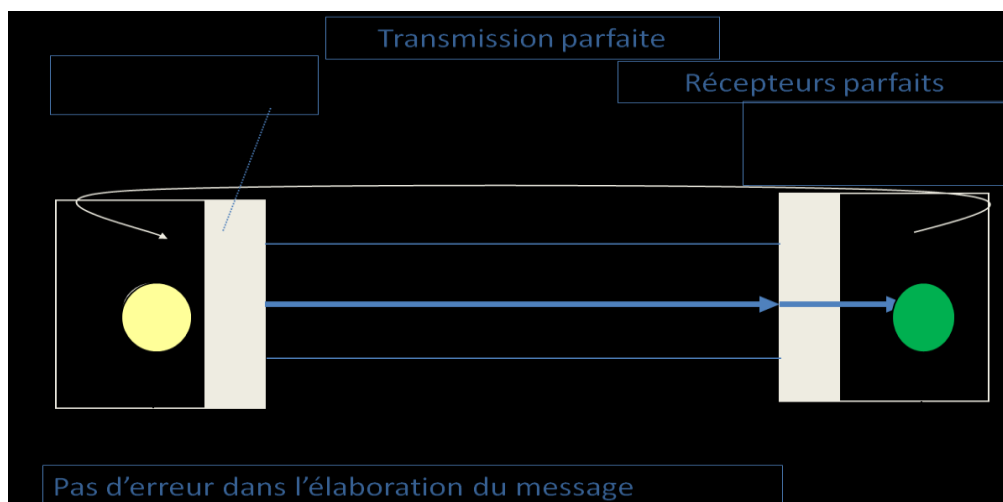 Transmission parfaite
Récepteurs parfaits
Pas d'erreur dans l'élaboration du message